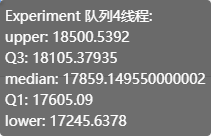 Experiment 队列4线程:
upper: 18500.5392
Q3: 18105.37935
median: 17859.149550000002
Q1: 17605.09
lower: 17245.6378